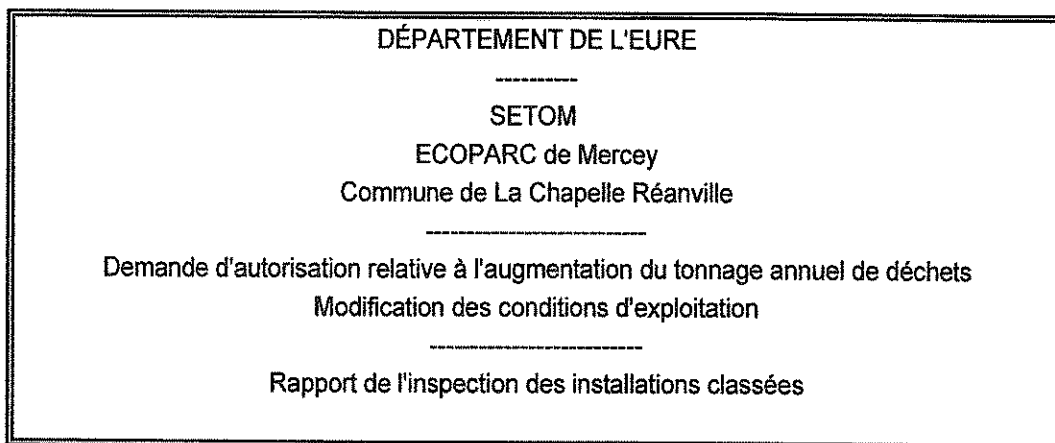 DÉPARTEMENT DE L'EURE
----------
SETOM
ECOPARC de Mercey
Commune de La Chapelle Réanville
--------------------------
Demande d'autorisation relative à l'augmentation du tonnage annuel de déchets
Modification des conditions d'exploitation
-------------------------
Rapport de l'inspection des installations classées